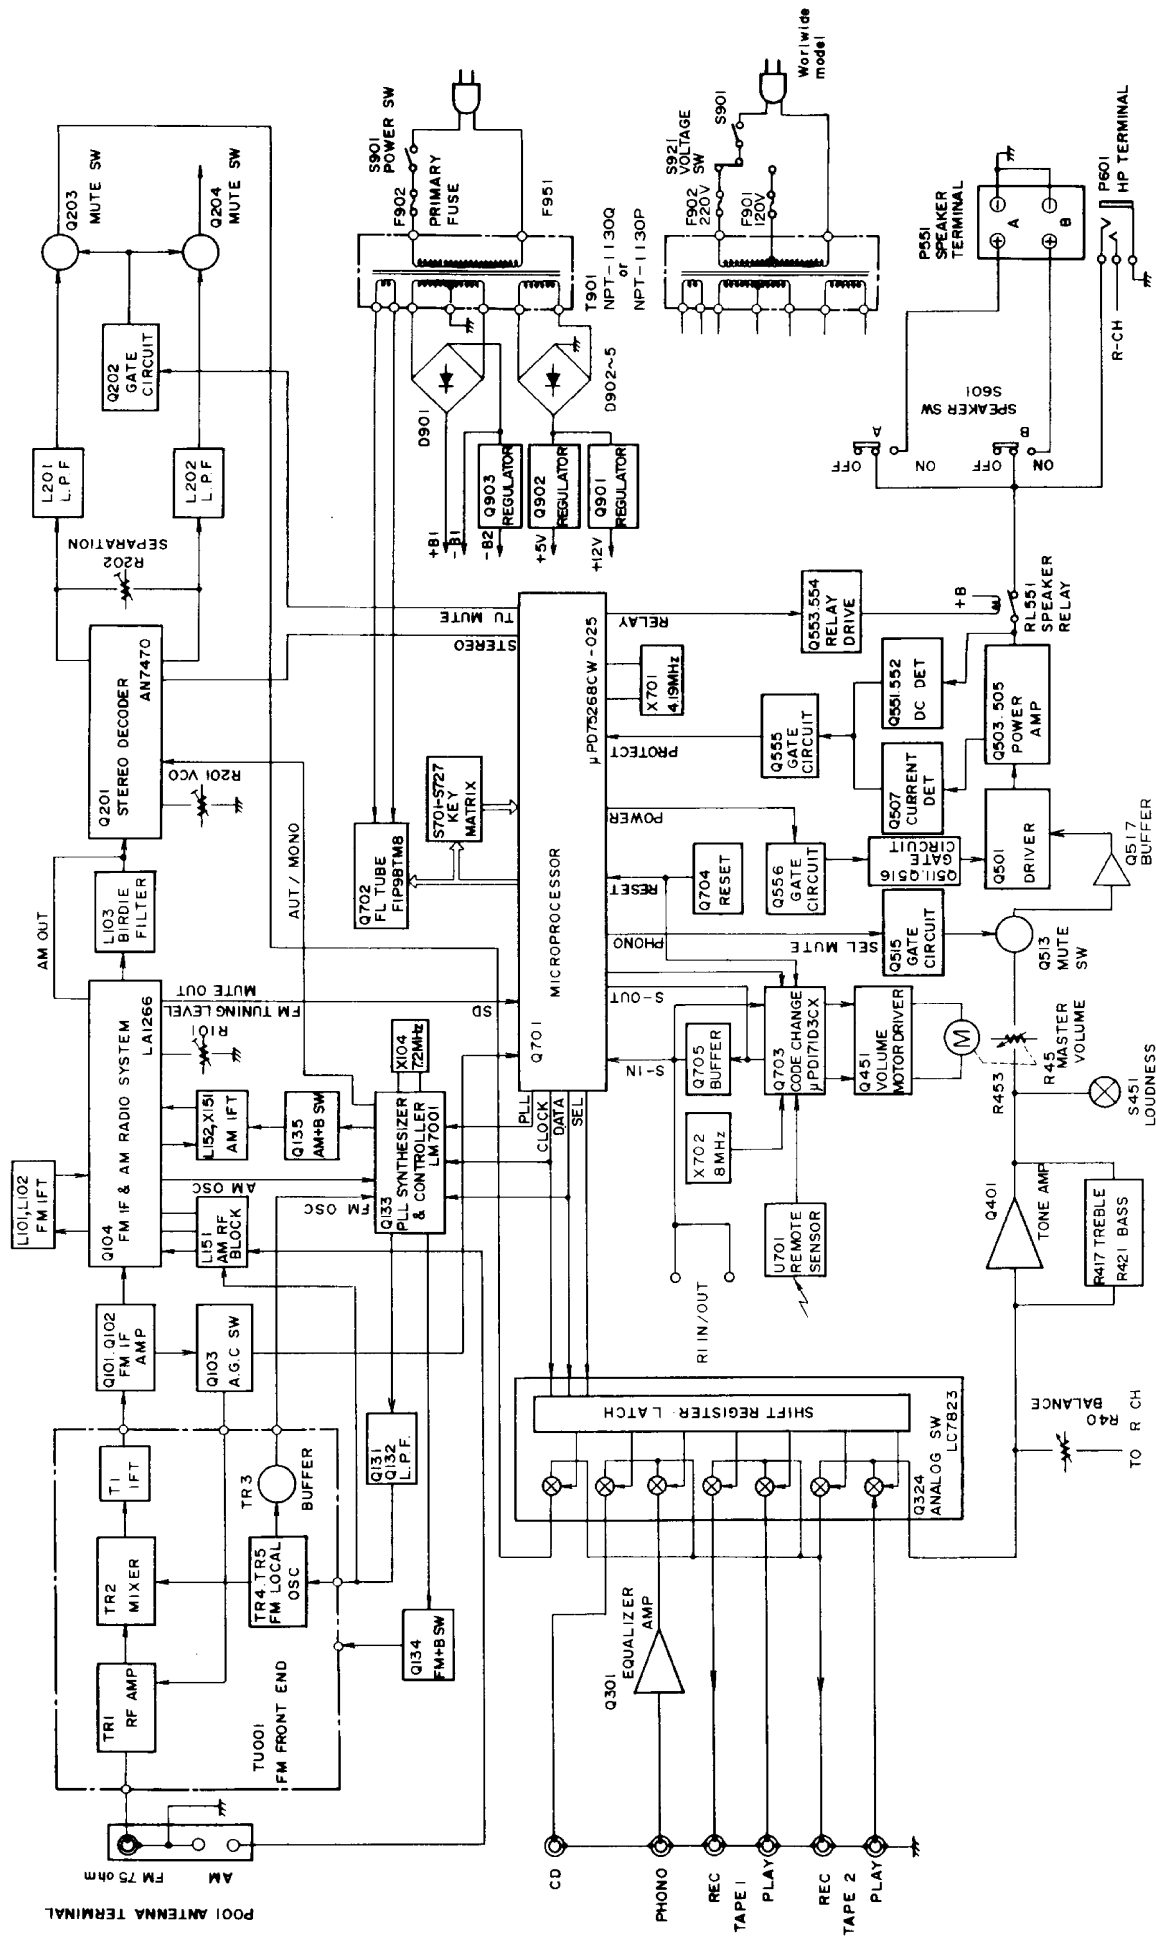 P001 ANTENNA TERMINAL
FM 75 ohm
AM
TU001
FM FRONT END
TR1
RF AMP
TR2
MIXER
T1
IFT
TR3
BUFFER
TR4.TR5
FM LOCAL
OSC
Q101.Q102
FM IF
AMP
Q103
A.G.C SW
L101,L102
FM IFT
Q104
FM IF & AM RADIO SYSTEM
LA1266
L151
AM RF
BLOCK
AM OSC
L152,X151
AM IFT
R101
FM TUNING LEVEL
MUTE OUT
AM OUT
L103
BIRDIE
FILTER
Q201
STEREO DECODER
AN7470
R201 VCO
AUT/MONO
R202
SEPARATION
L201
L.P.F
L202
L.P.F
Q202
GATE
CIRCUIT
Q203
MUTE SW
Q204
MUTE SW
Q131
Q132
L.P.F.
Q134
FM+B SW
Q133
PLL SYNTHESIZER
& CONTROLLER
LM7001
FM OSC
Q135
AM+B SW
X104
7.2MHz
PLL
CLOCK
DATA
SEL
SD
STEREO
TU MUTE
Q701
MICROPROCESSOR
μPD75268CW-025
Q702
FL TUBE
FIP9BTM8
S701-S727
KEY
MATRIX
S-IN
S-OUT
PHONO
RESET
POWER
PROTECT
RELAY
X701
4.19MHz
Q704
RESET
Q705
BUFFER
Q703
CODE CHANGE
μPD171D3CX
X702
8MHz
U701
REMOTE
SENSOR
RI IN/OUT
Q451
VOLUME
MOTOR DRIVER
M
R453
R45
MASTER
VOLUME
S451
LOUDNESS
SEL MUTE
Q515
GATE
CIRCUIT
Q513
MUTE
SW
Q517
BUFFER
Q556
GATE
CIRCUIT
Q511.Q516
GATE
CIRCUIT
Q501
DRIVER
Q555
GATE
CIRCUIT
Q507
CURRENT
DET
Q551.552
DC DET
Q503.505
POWER
AMP
Q553.554
RELAY
DRIVE
+B
RL551
SPEAKER
RELAY
SPEAKER SW
S601
A
OFF
ON
B
OFF
ON
P551
SPEAKER
TERMINAL
A
B
P601
HP TERMINAL
R-CH
S901
POWER SW
F902
PRIMARY
FUSE
F951
T901
NPT-1130Q
or
NPT-1130P
D901
D902~5
Q903
REGULATOR
Q902
REGULATOR
Q901
REGULATOR
+B1
-B1
-B2
+5V
+12V
S921
VOLTAGE
SW
S901
F902
220V
F901
120V
Worlwide
model
CD
PHONO
REC
TAPE 1
PLAY
REC
TAPE 2
PLAY
Q301
EQUALIZER
AMP
SHIFT REGISTER·LATCH
Q324
ANALOG SW
LC7823
R40
BALANCE
TO R CH
Q401
TONE AMP
R417 TREBLE
R421 BASS